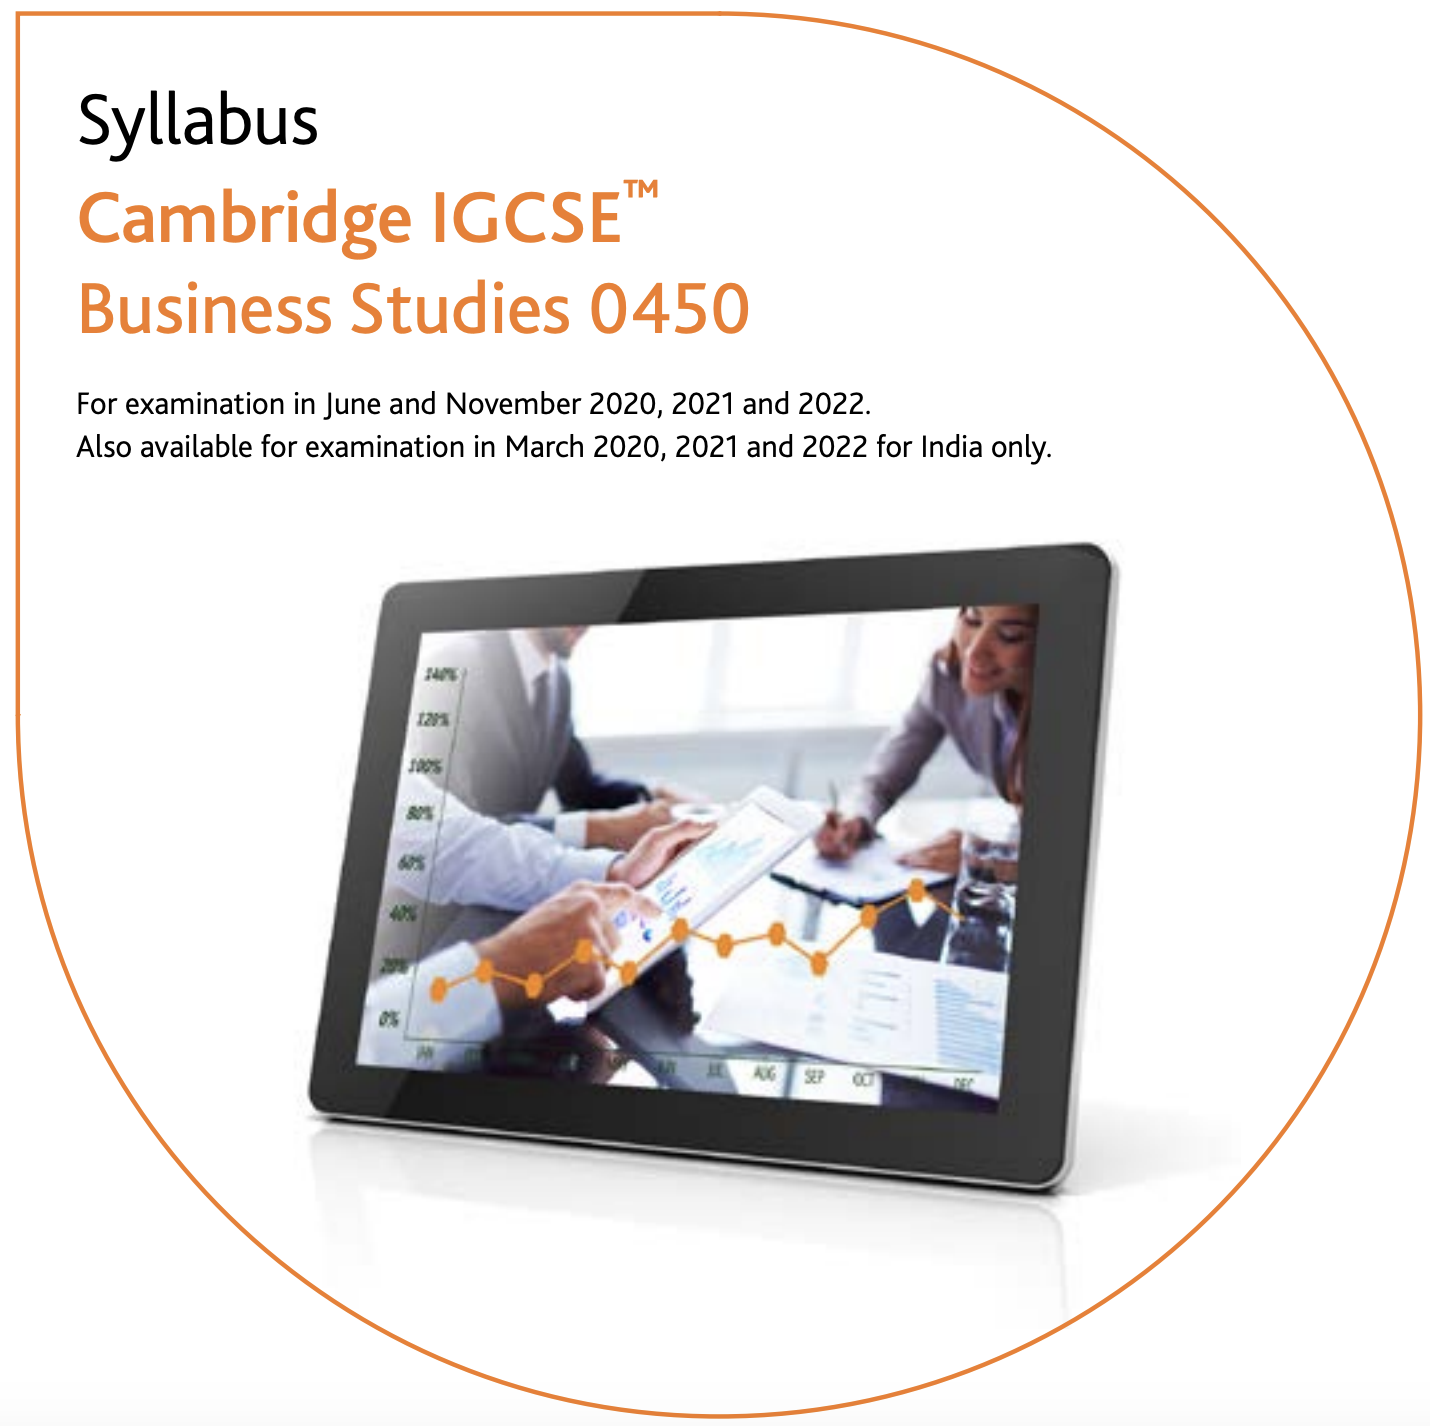 Syllabus
Cambridge IGCSE™
Business Studies 0450
For examination in June and November 2020, 2021 and 2022.
Also available for examination in March 2020, 2021 and 2022 for India only.
140%
120%
100%
80%
60%
40%
20%
0%
JAN
JUL
AUG
SEP
OCT
DEC